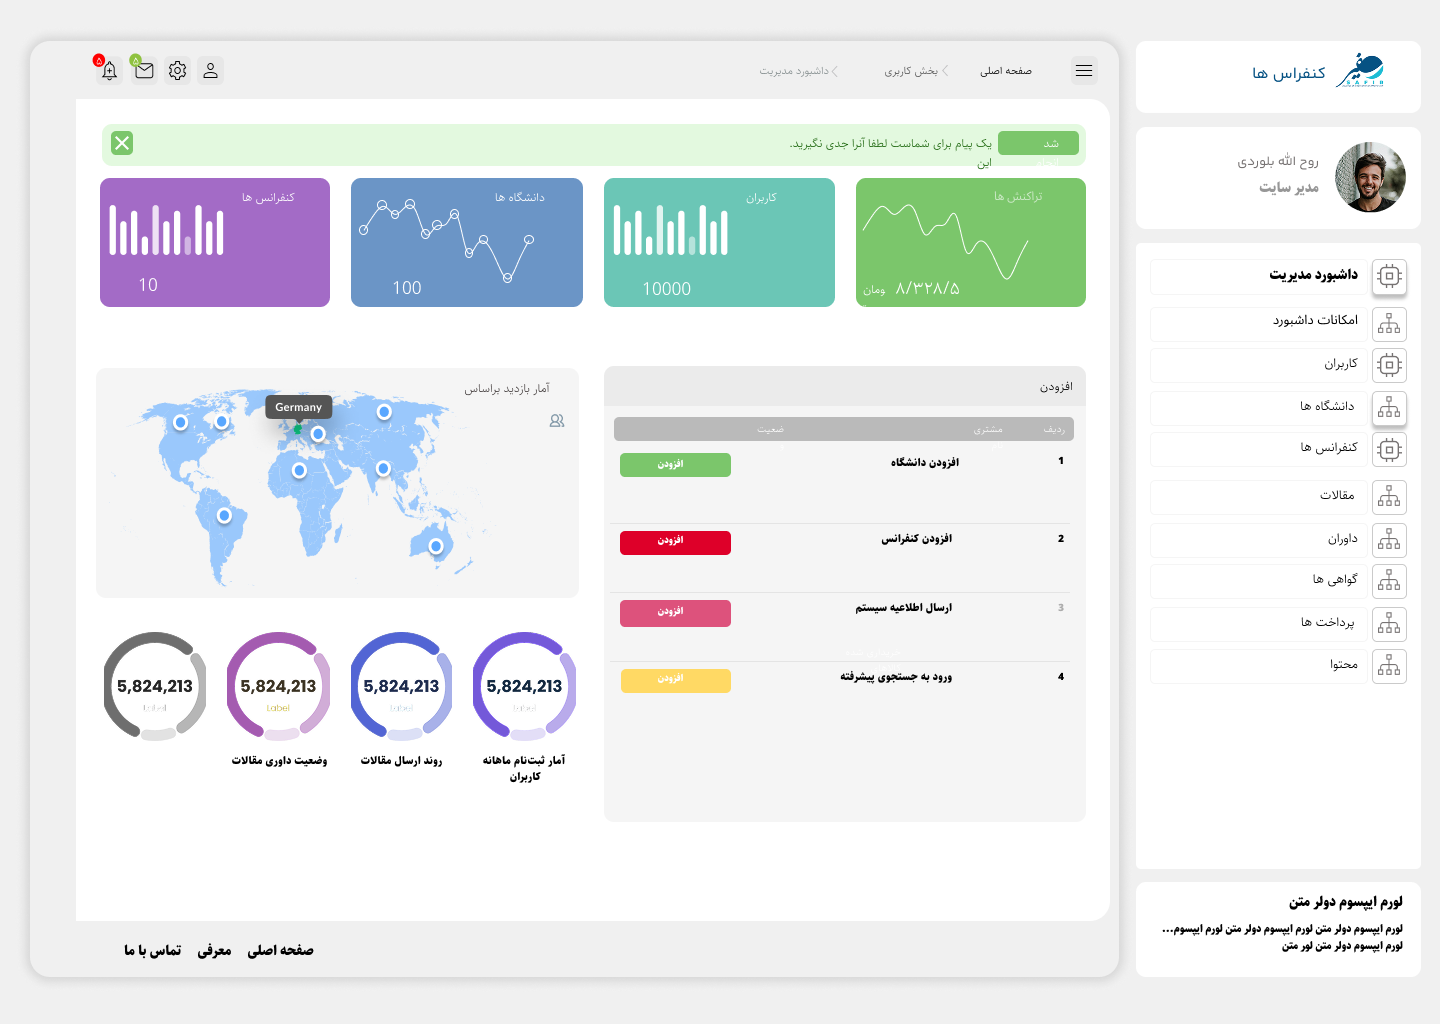 کنفراس ها
SAFIR
روح الله بلوردی
مدیر سایت
داشبورد مدیریت
امکانات داشبورد
کاربران
دانشگاه ها
کنفرانس ها
مقالات
داوران
گواهی ها
پرداخت ها
محتوا
لورم ایپسوم دولر متن
لورم ایپسوم دولر متن لورم ایپسوم دولر متن لورم ایپسوم...
لورم ایپسوم دولر متن لور متن
صفحه اصلی
بخش کاربری
داشبورد مدیریت
۵
۵
شد
انجام
یک پیام برای شماست لطفا آنرا جدی نگیرید.
این
تراکنش ها
۸/۳۲۸/۵
ومان
کاربران
10000
دانشگاه ها
100
کنفرانس ها
10
افزودن
ردیف مشتری ضعیت
1 افزودن دانشگاه افزودن
2 افزودن کنفرانس افزودن
3 ارسال اطلاعیه سیستم افزودن
4 ورود به جستجوی پیشرفته افزودن
آمار بازدید براساس
Germany
5,824,213
Label
آمار ثبت‌نام ماهانه
کاربران
5,824,213
Label
روند ارسال مقالات
5,824,213
Label
وضعیت داوری مقالات
5,824,213
Label
صفحه اصلی
معرفی
تماس با ما